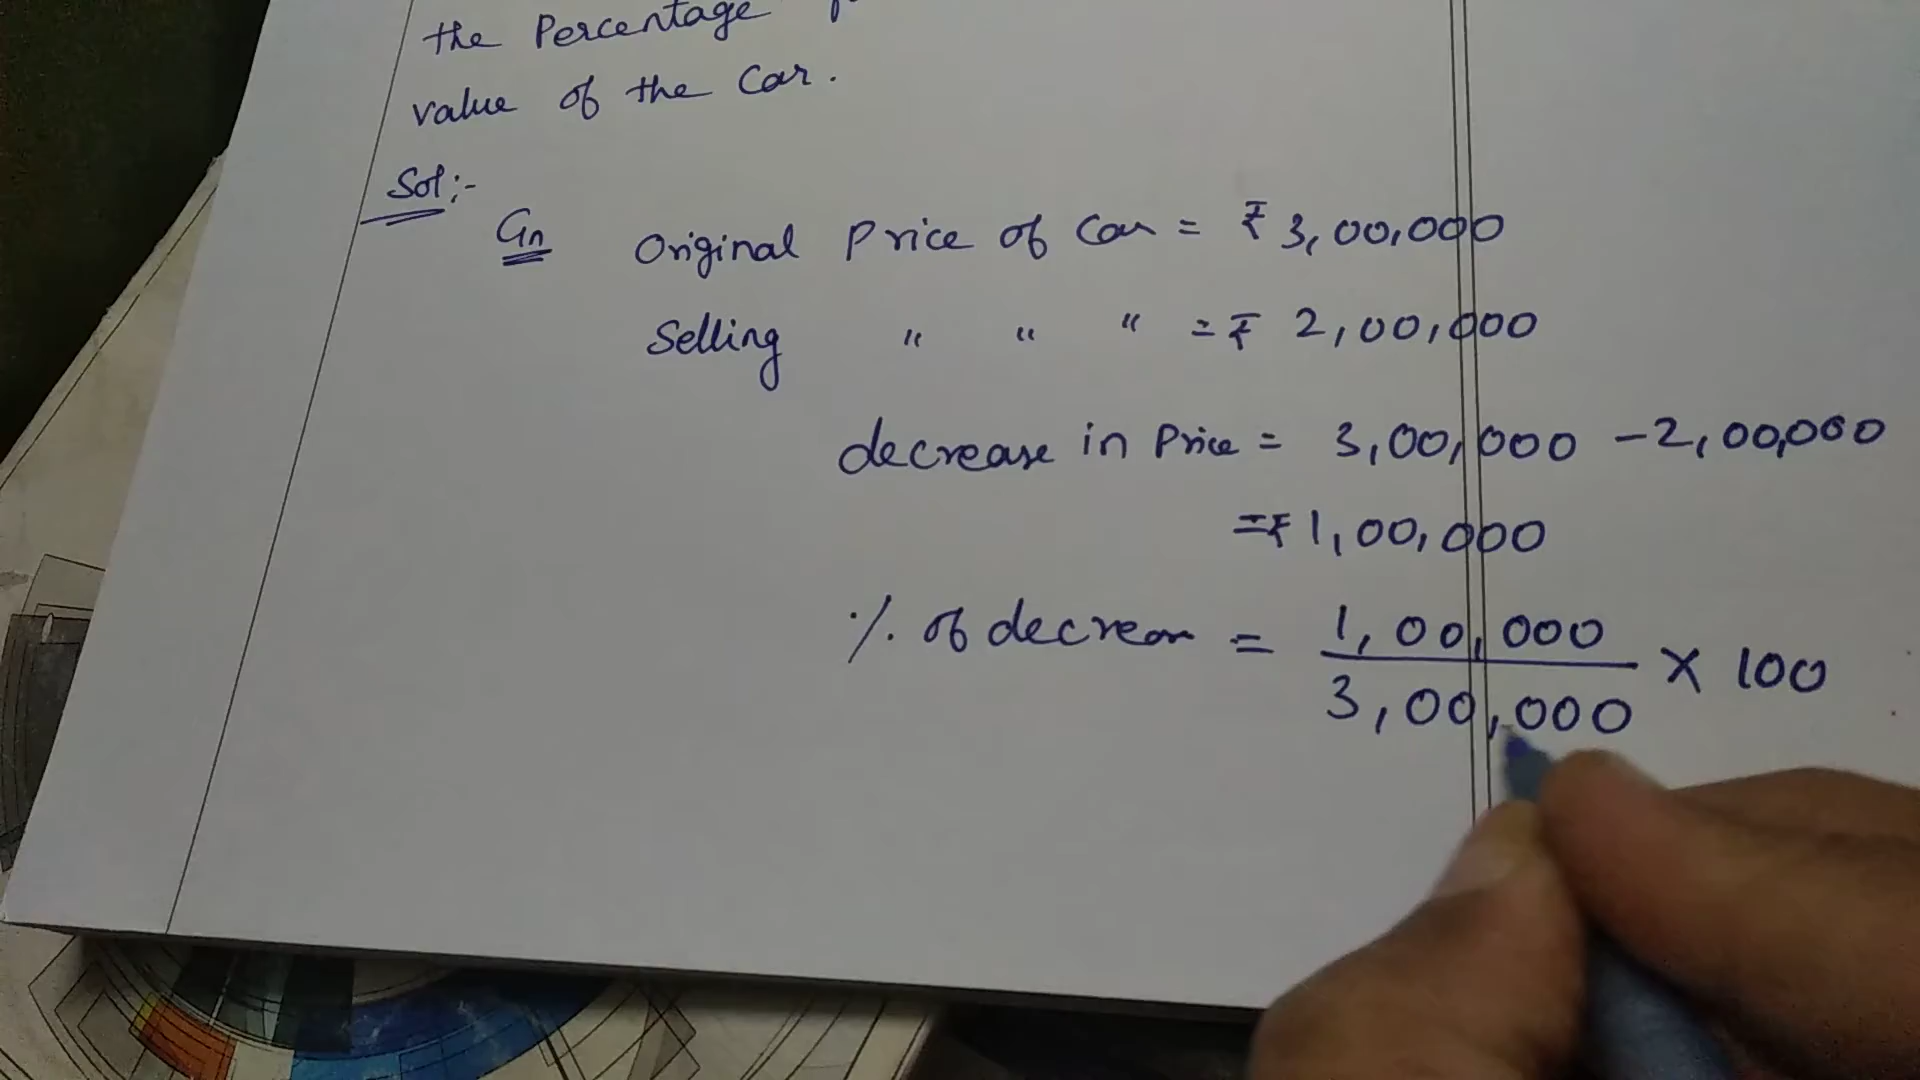 the Percentage
value of the Car.
Sol:-
Gn Original Price of Car = ₹ 3,00,000
Selling " " " = ₹ 2,00,000
decrease in Price = 3,00,000 - 2,00,000
= ₹ 1,00,000
% of decrease = 1,00,000 / 3,00,000 × 100